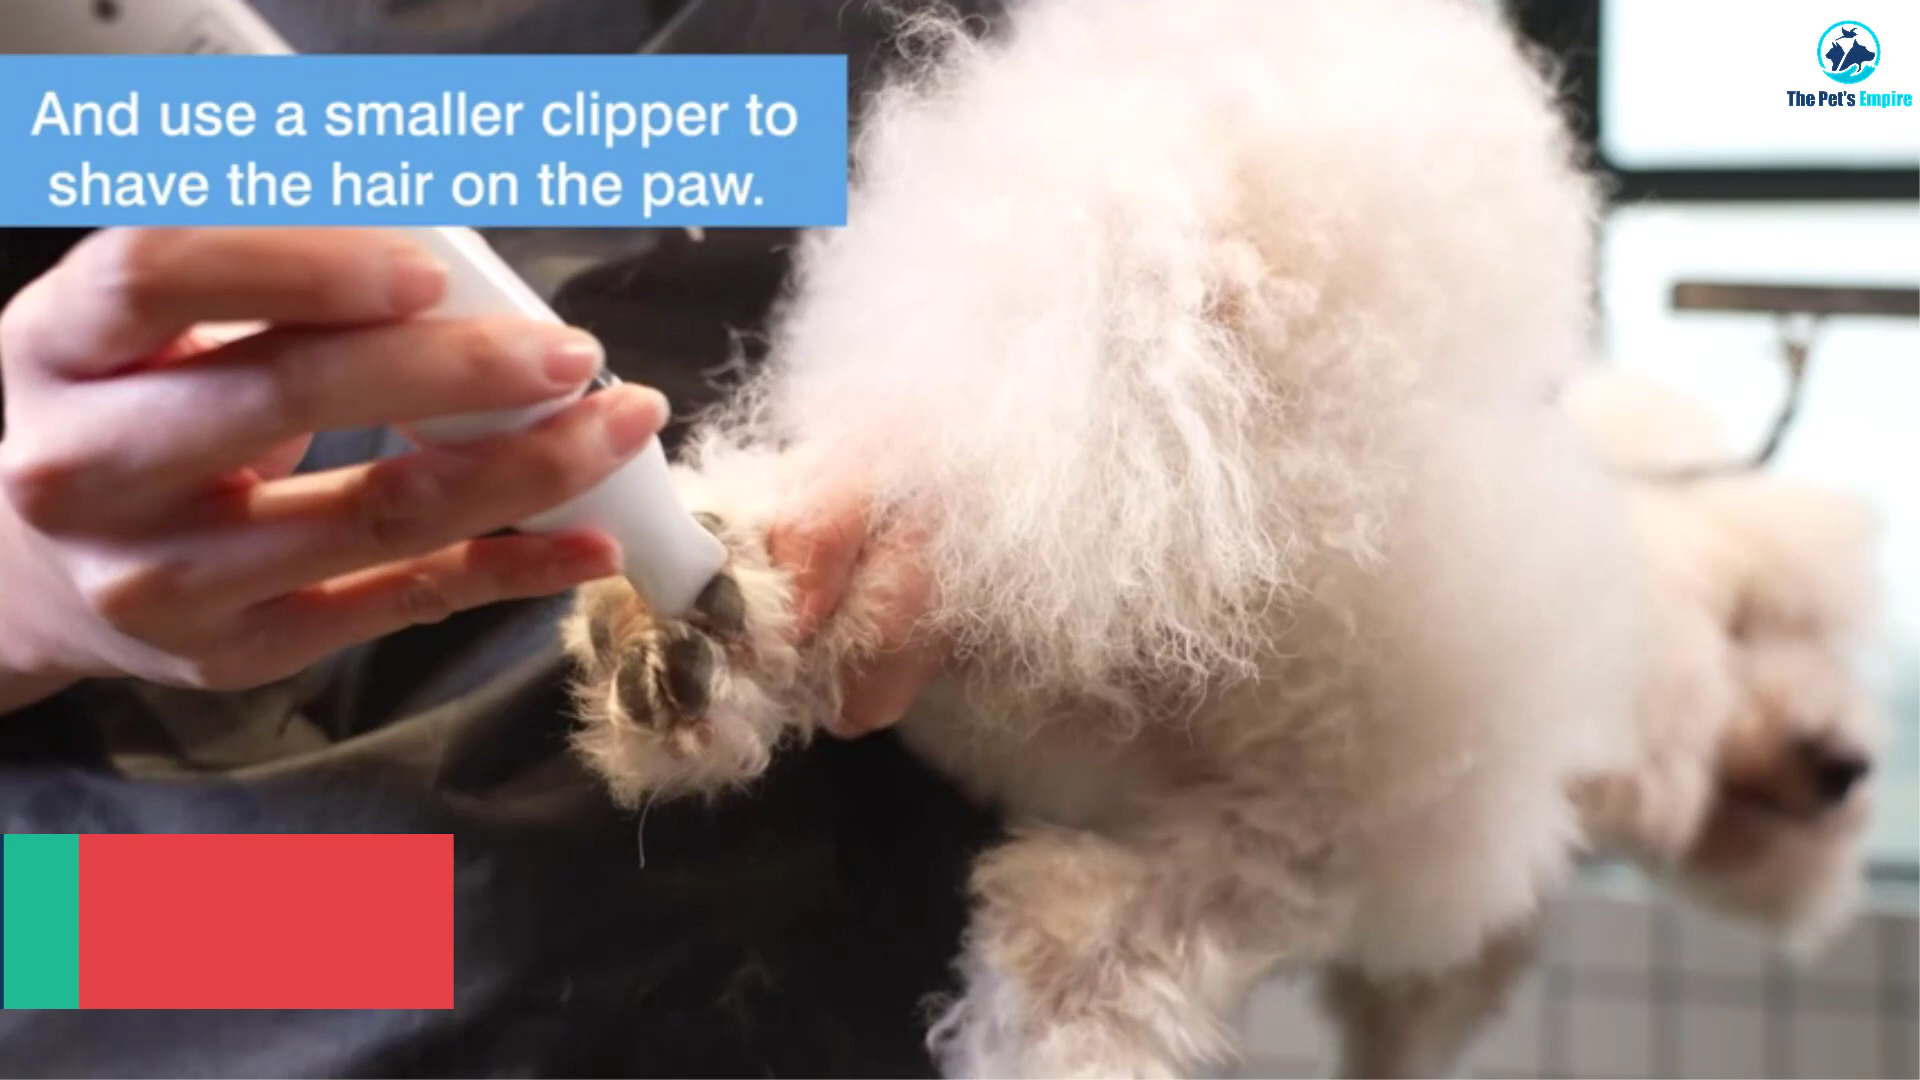 And use a smaller clipper to
shave the hair on the paw.
The Pet's Empire